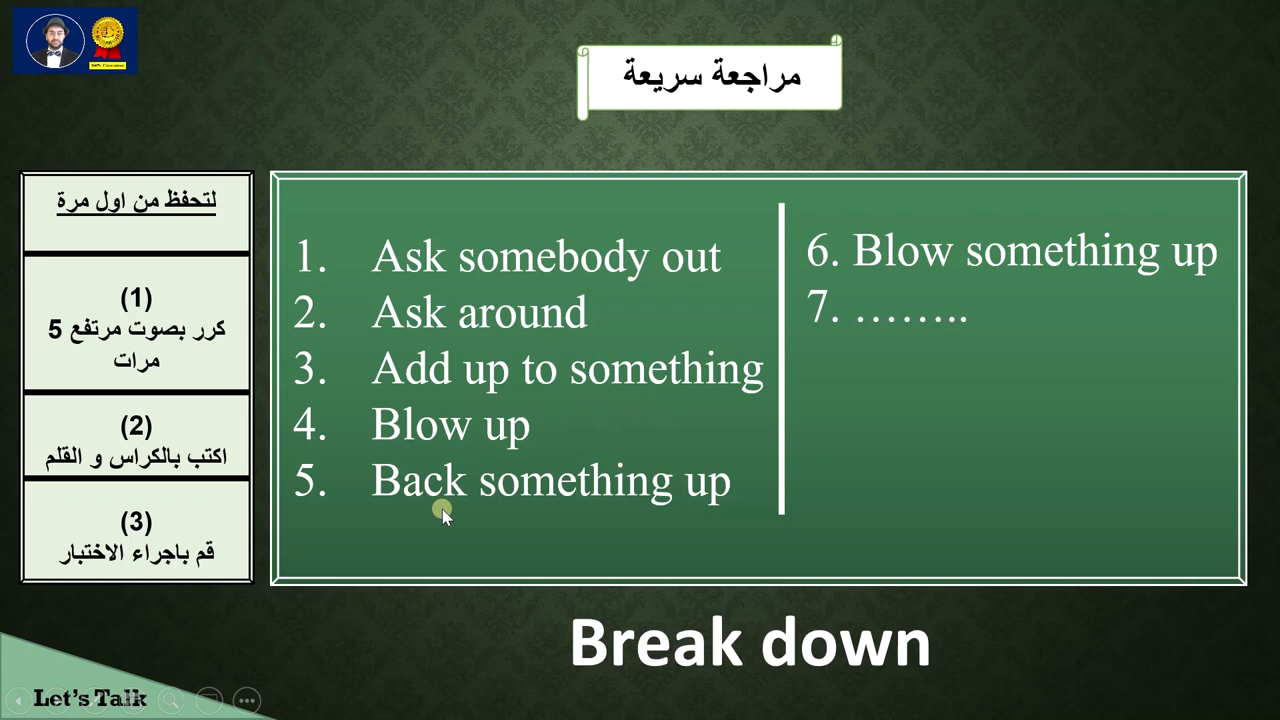 مراجعة سريعة
لتحفظ من اول مرة
(1)
كرر بصوت مرتفع 5
مرات
(2)
اكتب بالكراس و القلم
(3)
قم باجراء الاختبار
1. Ask somebody out
2. Ask around
3. Add up to something
4. Blow up
5. Back something up
6. Blow something up
7. ……..
Break down
Let's Talk